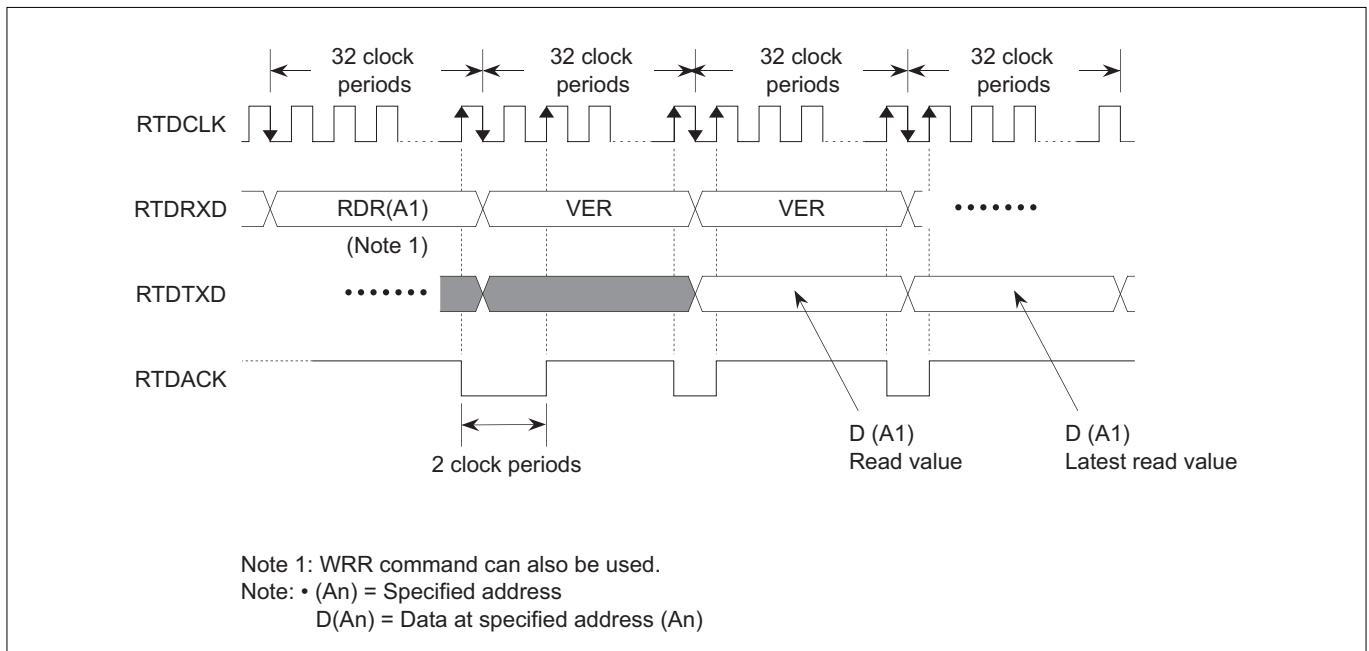 32 clock periods
32 clock periods
32 clock periods
32 clock periods
RTDCLK
RTDRXD
RDR(A1)
VER
VER
•••••••
(Note 1)
RTDTXD
•••••••
RTDACK
2 clock periods
D (A1)
Read value
D (A1)
Latest read value
Note 1: WRR command can also be used.
Note: • (An) = Specified address
D(An) = Data at specified address (An)